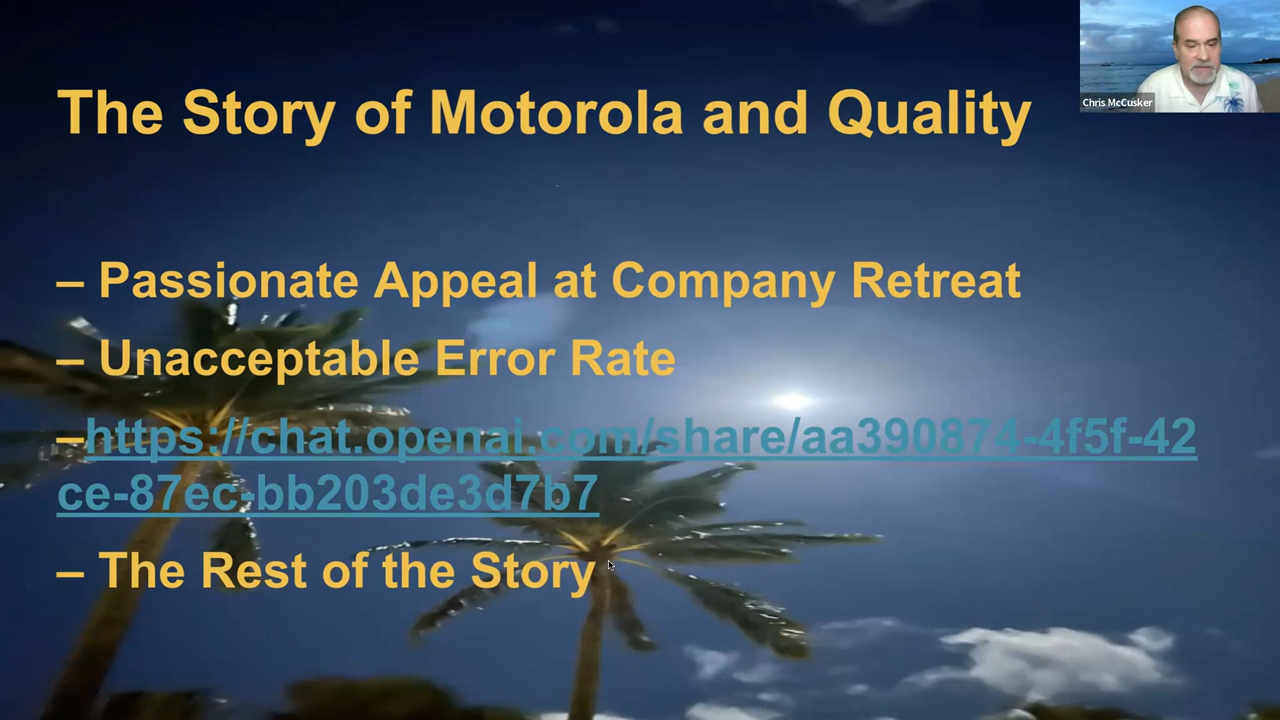 The Story of Motorola and Quality
Chris McCusker
– Passionate Appeal at Company Retreat
– Unacceptable Error Rate
–https://chat.openai.com/share/aa390874-4f5f-42
ce-87ec-bb203de3d7b7
– The Rest of the Story